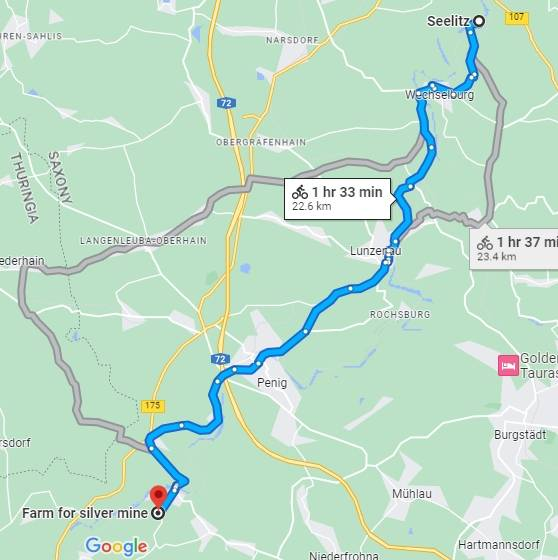 Seelitz
107
REN-SAHLIS
NARSDORF
Wechselburg
72
OBERGRÄFENHAIN
SAXONY
THURINGIA
1 hr 33 min
22.6 km
LANGENLEUBA-OBERHAIN
Lunzenau
1 hr 37 mi
23.4 km
ederhain
ROCHSBURG
72
Penig
Golde
Tauras
175
Burgstädt
rsdorf
Mühlau
Farm for silver mine
Google
Hartmannsdorf
Niederfrohna